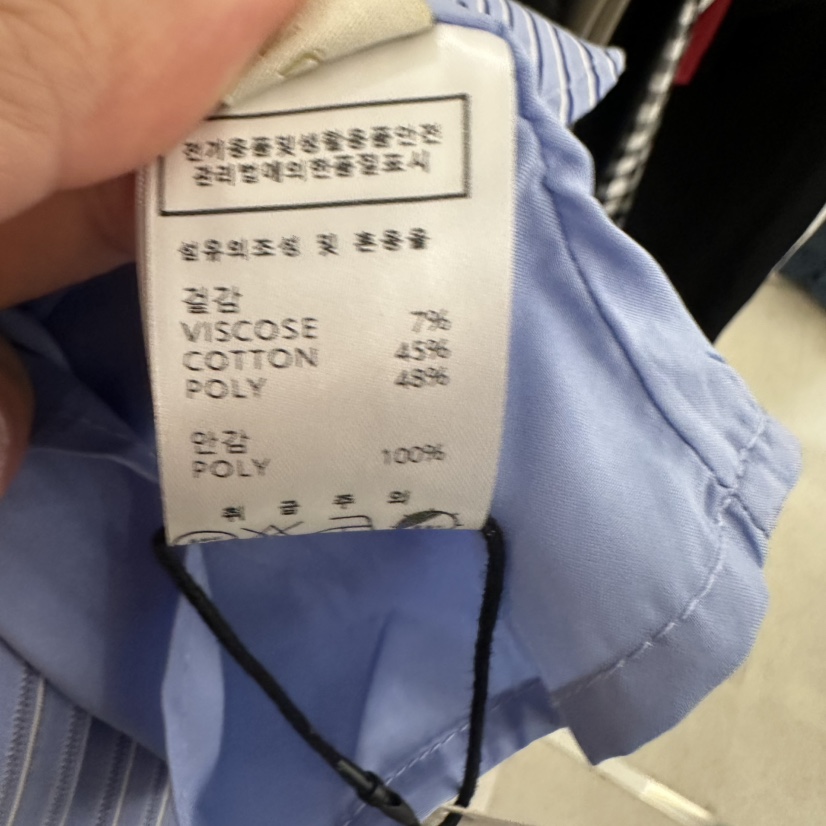 전기용품및생활용품안전
관리법에의한품질표시
섬유의조성 및 혼용율
겉감
VISCOSE 7%
COTTON 45%
POLY 48%
안감
POLY 100%
취 급 주 의